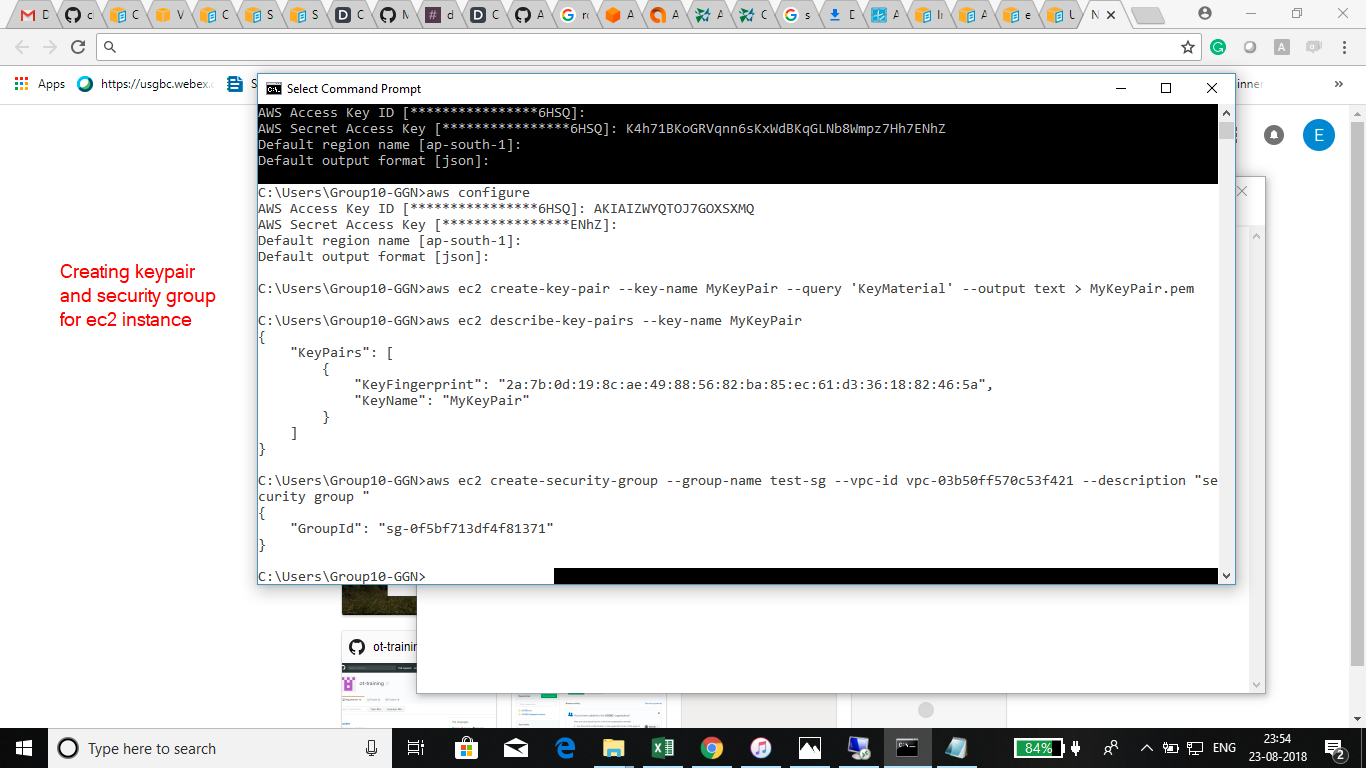 https://usgbc.webex.c
Apps
Select Command Prompt
inner
AWS Access Key ID [****************6HSQ]:
AWS Secret Access Key [****************6HSQ]: K4h71BKoGRVqnn6sKxWdBKqGLNb8Wmpz7Hh7ENhZ
Default region name [ap-south-1]:
Default output format [json]:
E
C:\Users\Group10-GGN>aws configure
AWS Access Key ID [****************6HSQ]: AKIAIZWYQTOJ7GOXSXMQ
AWS Secret Access Key [****************ENhZ]:
Default region name [ap-south-1]:
Default output format [json]:
Creating keypair
and security group
for ec2 instance
C:\Users\Group10-GGN>aws ec2 create-key-pair --key-name MyKeyPair --query 'KeyMaterial' --output text > MyKeyPair.pem
C:\Users\Group10-GGN>aws ec2 describe-key-pairs --key-name MyKeyPair
{
"KeyPairs": [
{
"KeyFingerprint": "2a:7b:0d:19:8c:ae:49:88:56:82:ba:85:ec:61:d3:36:18:82:46:5a",
"KeyName": "MyKeyPair"
}
]
}
C:\Users\Group10-GGN>aws ec2 create-security-group --group-name test-sg --vpc-id vpc-03b50ff570c53f421 --description "se
curity group "
{
"GroupId": "sg-0f5bf713df4f81371"
}
C:\Users\Group10-GGN>
ot-trainin
ot-training
Type here to search
84%
ENG
23:54
23-08-2018
2